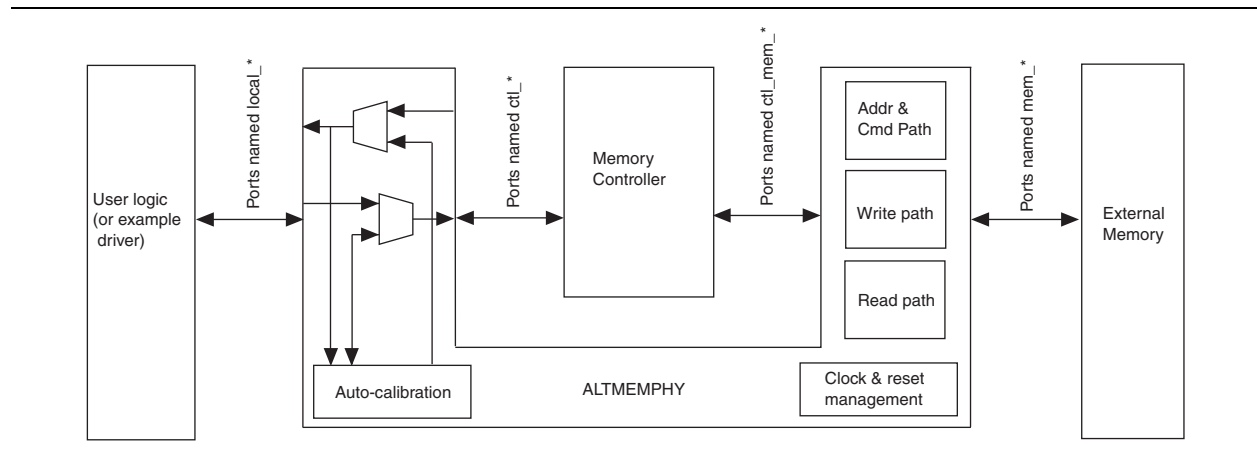 User logic
(or example
driver)
Ports named local_*
Auto-calibration
Ports named ctl_*
Memory
Controller
ALTMEMPHY
Ports named ctl_mem_*
Addr &
Cmd Path
Write path
Read path
Clock & reset
management
Ports named mem_*
External
Memory